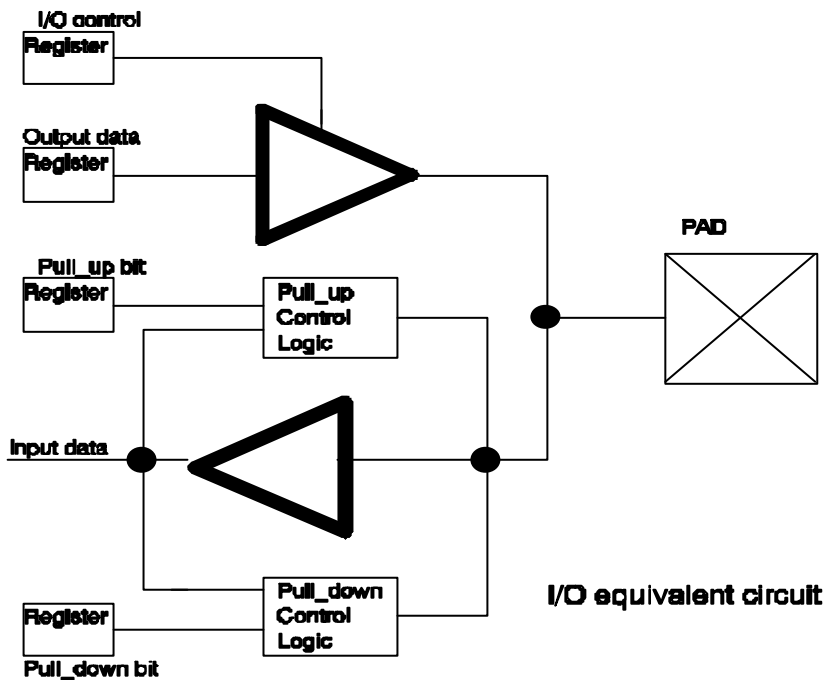 I/O control
Register
Output data
Register
PAD
Pull_up bit
Register
Pull_up
Control
Logic
Input data
Pull_down
Control
Logic
I/O equivalent circuit
Register
Pull_down bit